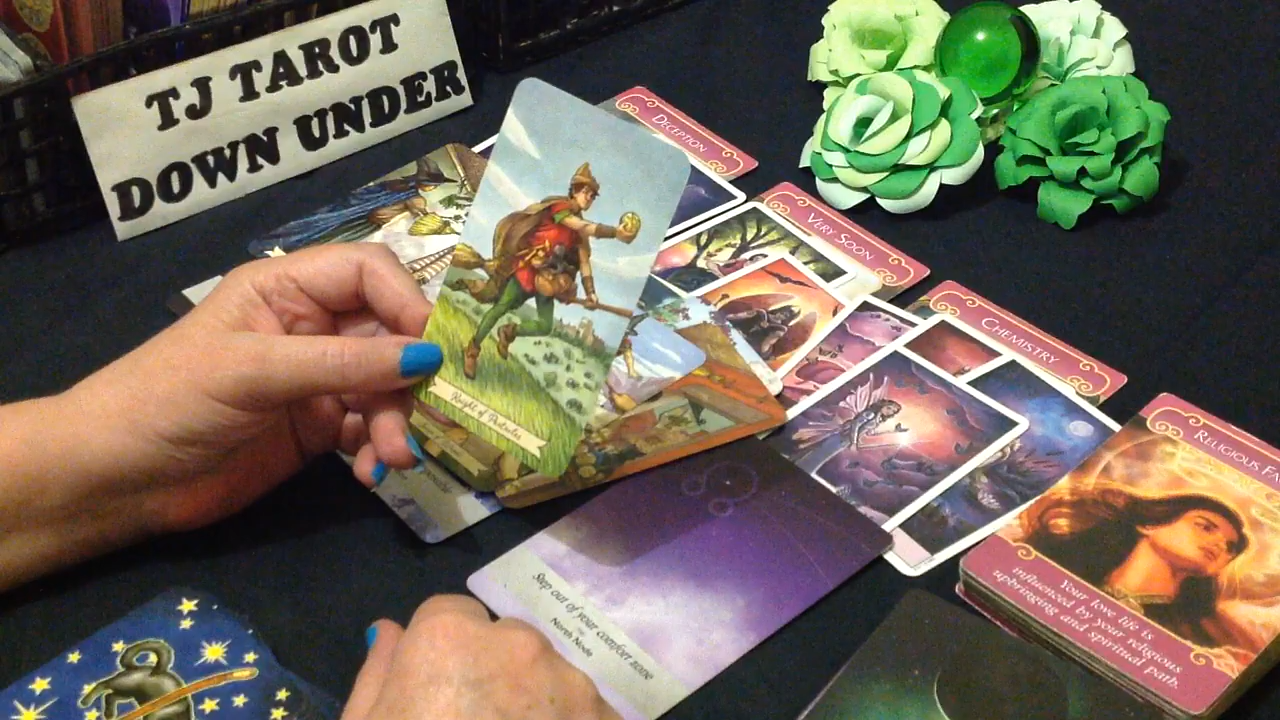 TJ TAROT
DOWN UNDER
DECEPTION
VERY SOON
CHEMISTRY
RELIGIOUS FA
Knight of Pentacles
Step out of your comfort zone
North Node
Your love life is
influenced by your religious
upbringing and spiritual path.